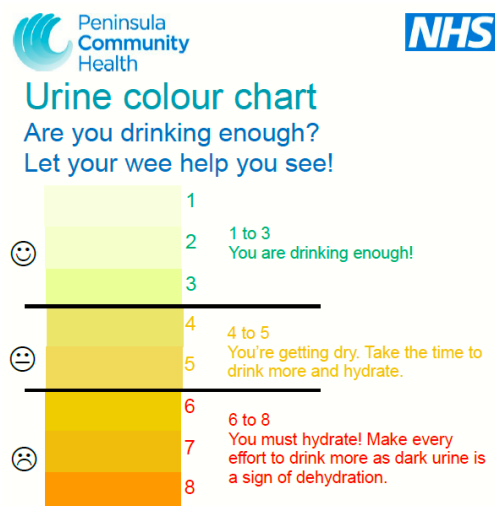 Peninsula
Community
Health
NHS
Urine colour chart
Are you drinking enough?
Let your wee help you see!
1
2
3
1 to 3
You are drinking enough!
4
5
4 to 5
You're getting dry. Take the time to
drink more and hydrate.
6
7
8
6 to 8
You must hydrate! Make every
effort to drink more as dark urine is
a sign of dehydration.